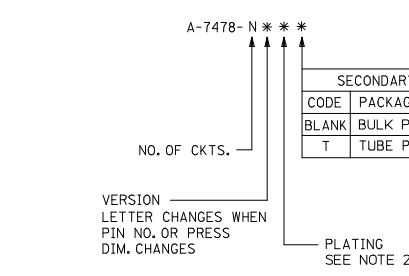 A-7478-N***
SECONDARY
CODE PACKAG
BLANK BULK P
T TUBE P
NO. OF CKTS.
VERSION
LETTER CHANGES WHEN
PIN NO. OR PRESS
DIM. CHANGES
PLATING
SEE NOTE 2